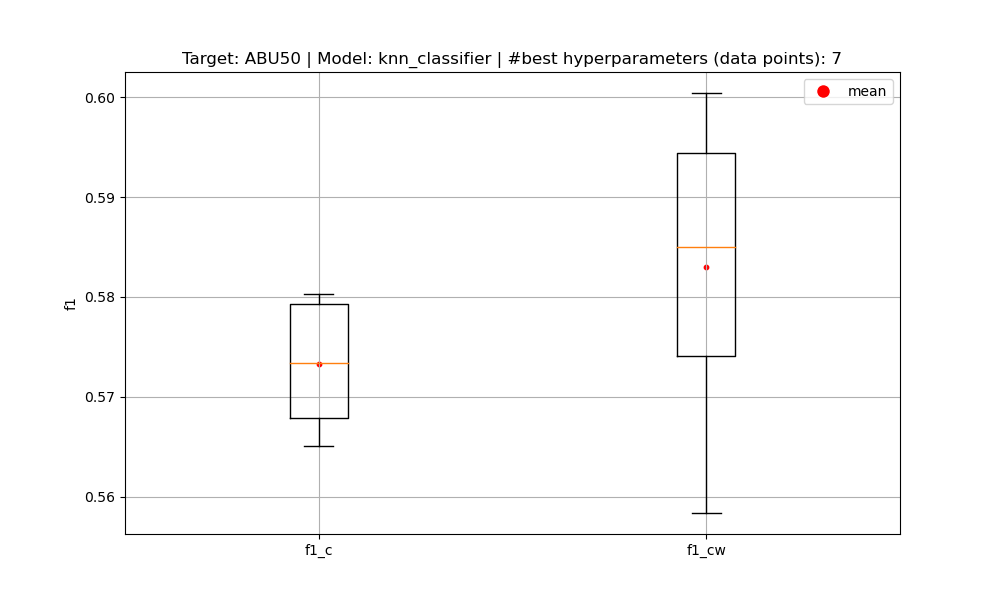 Target: ABU50 | Model: knn_classifier | #best hyperparameters (data points): 7
mean
0.60
0.59
0.58
0.57
0.56
f1
f1_c
f1_cw